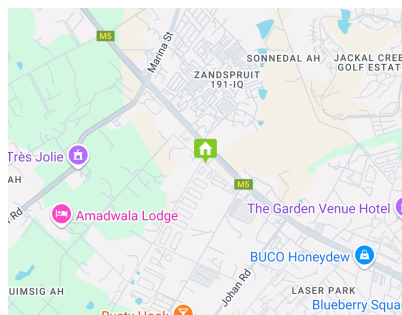 M5
Marina St
SONNEDAL AH
JACKAL CREE
GOLF ESTAT
ZANDSPRUIT
191-IQ
Très Jolie
AH
M5
Rd
Amadwala Lodge
The Garden Venue Hotel
BUCO Honeydew
Johan Rd
UIMSIG AH
LASER PARK
Blueberry Squa
Rusty Hook